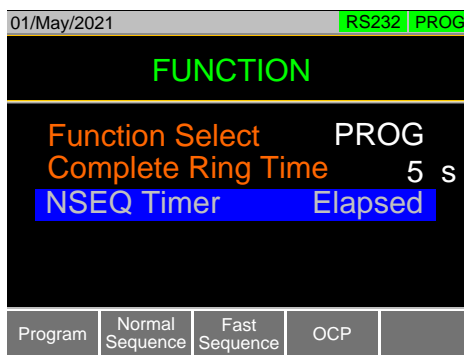 01/May/2021 RS232 PROG
FUNCTION
Function Select PROG
Complete Ring Time 5 s
NSEQ Timer Elapsed
Program Normal Sequence Fast Sequence OCP